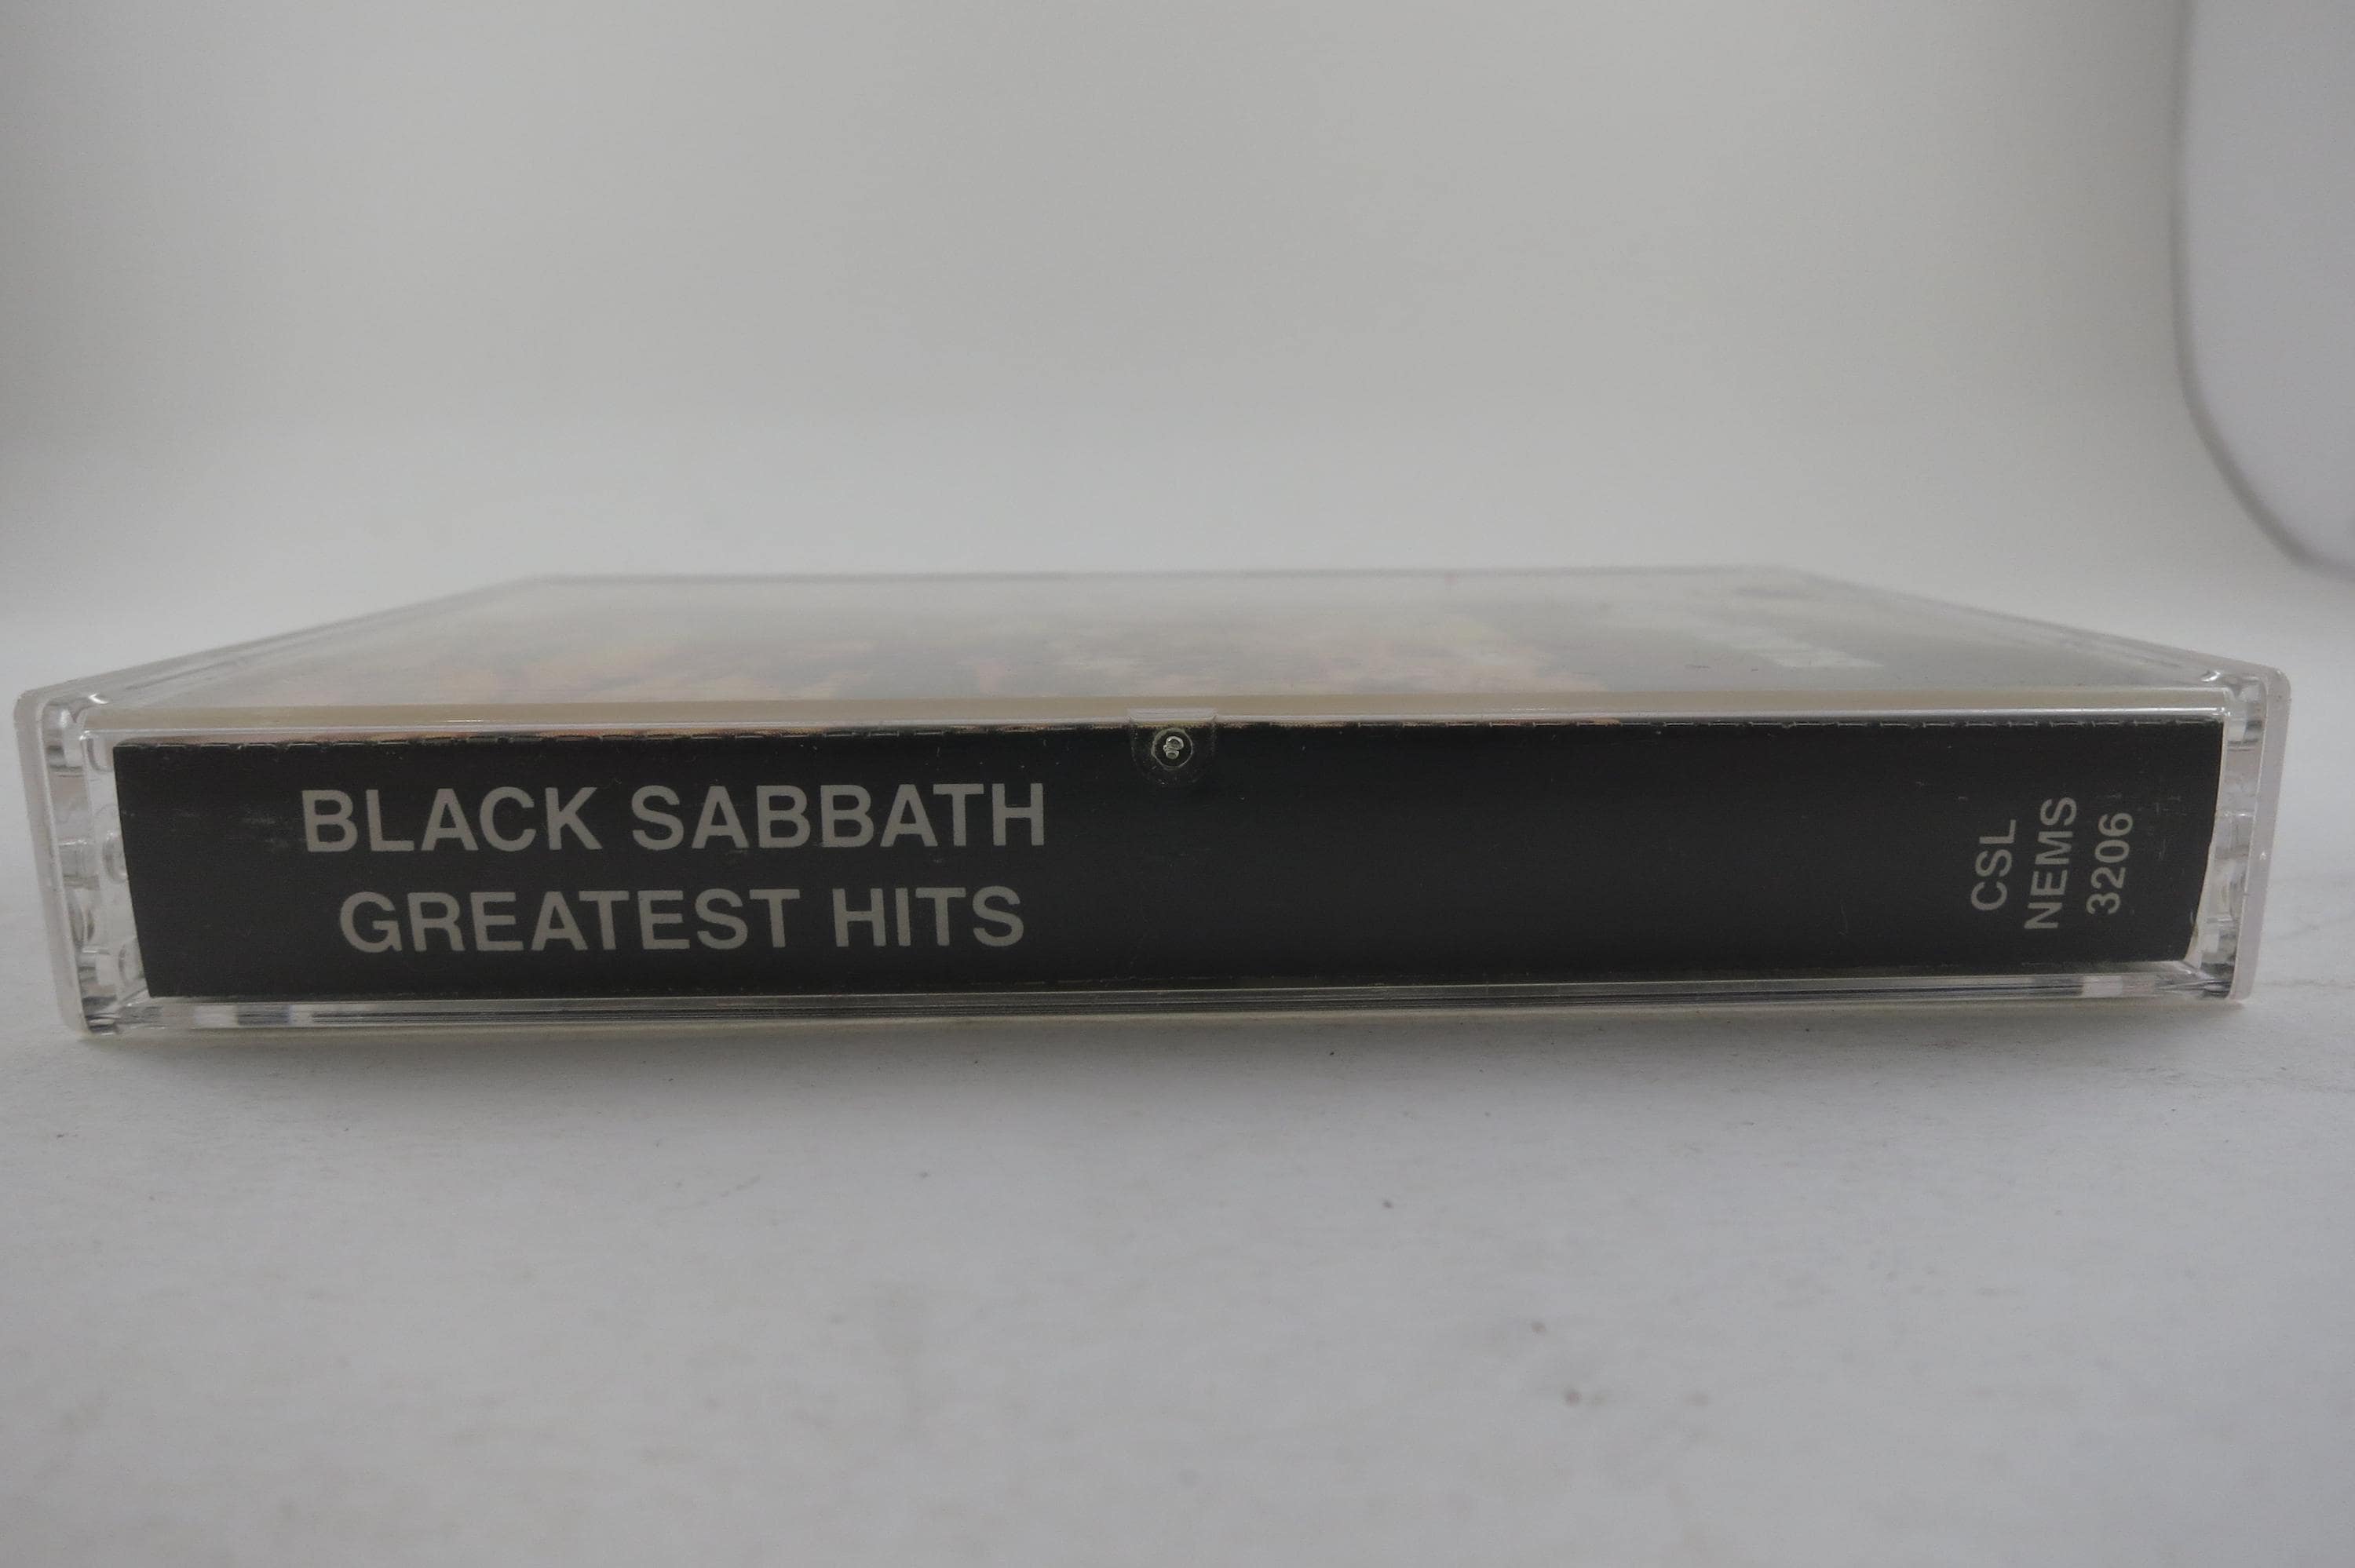 BLACK SABBATH
GREATEST HITS
CSL
NEMS
3206